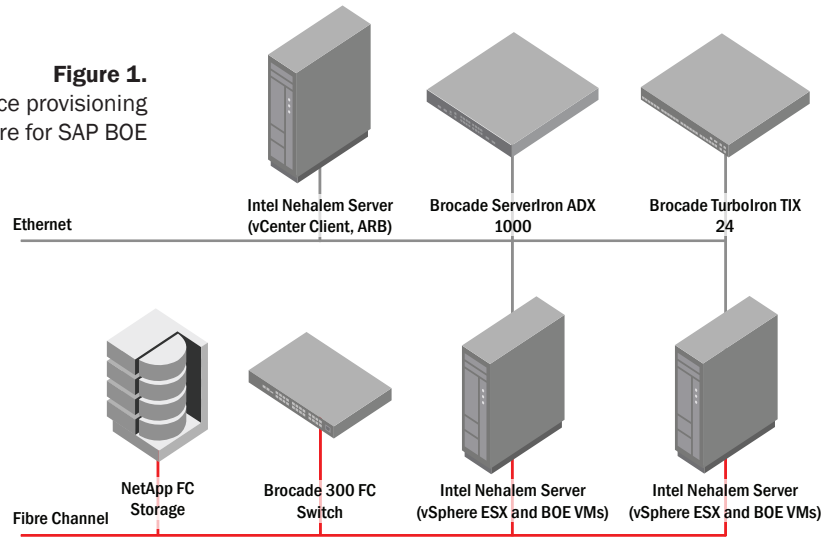 Figure 1.
ce provisioning
re for SAP BOE
Intel Nehalem Server
(vCenter Client, ARB)
Brocade ServerIron ADX
1000
Brocade TurboIron TIX
24
Ethernet
NetApp FC
Storage
Brocade 300 FC
Switch
Intel Nehalem Server
(vSphere ESX and BOE VMs)
Intel Nehalem Server
(vSphere ESX and BOE VMs)
Fibre Channel